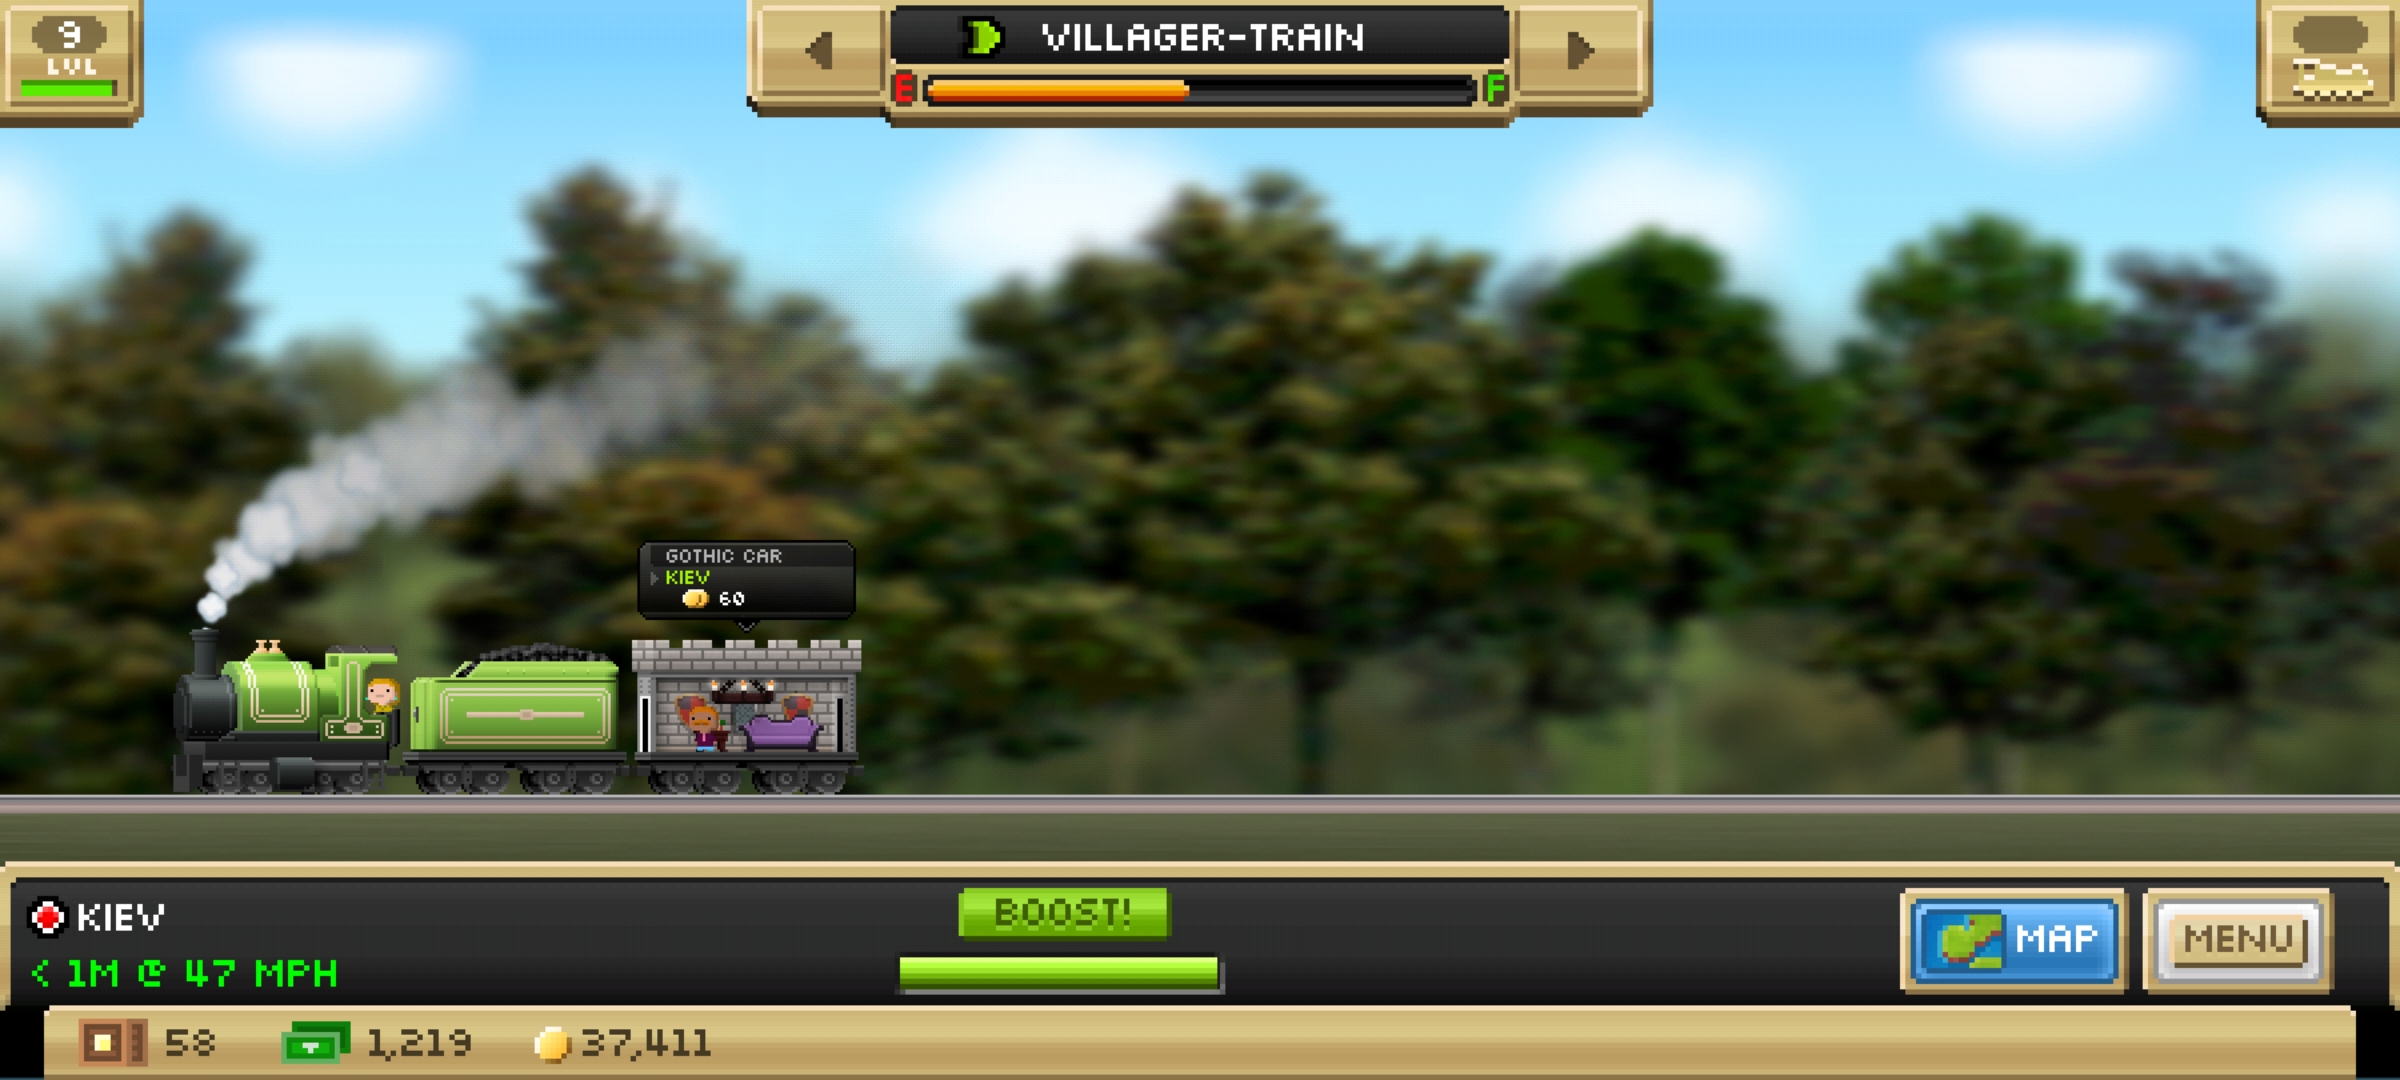 9
LVL
VILLAGER-TRAIN
E F
GOTHIC CAR
KIEV
60
KIEV
< 1M @ 47 MPH
BOOST!
MAP
MENU
58
1,219
37,411